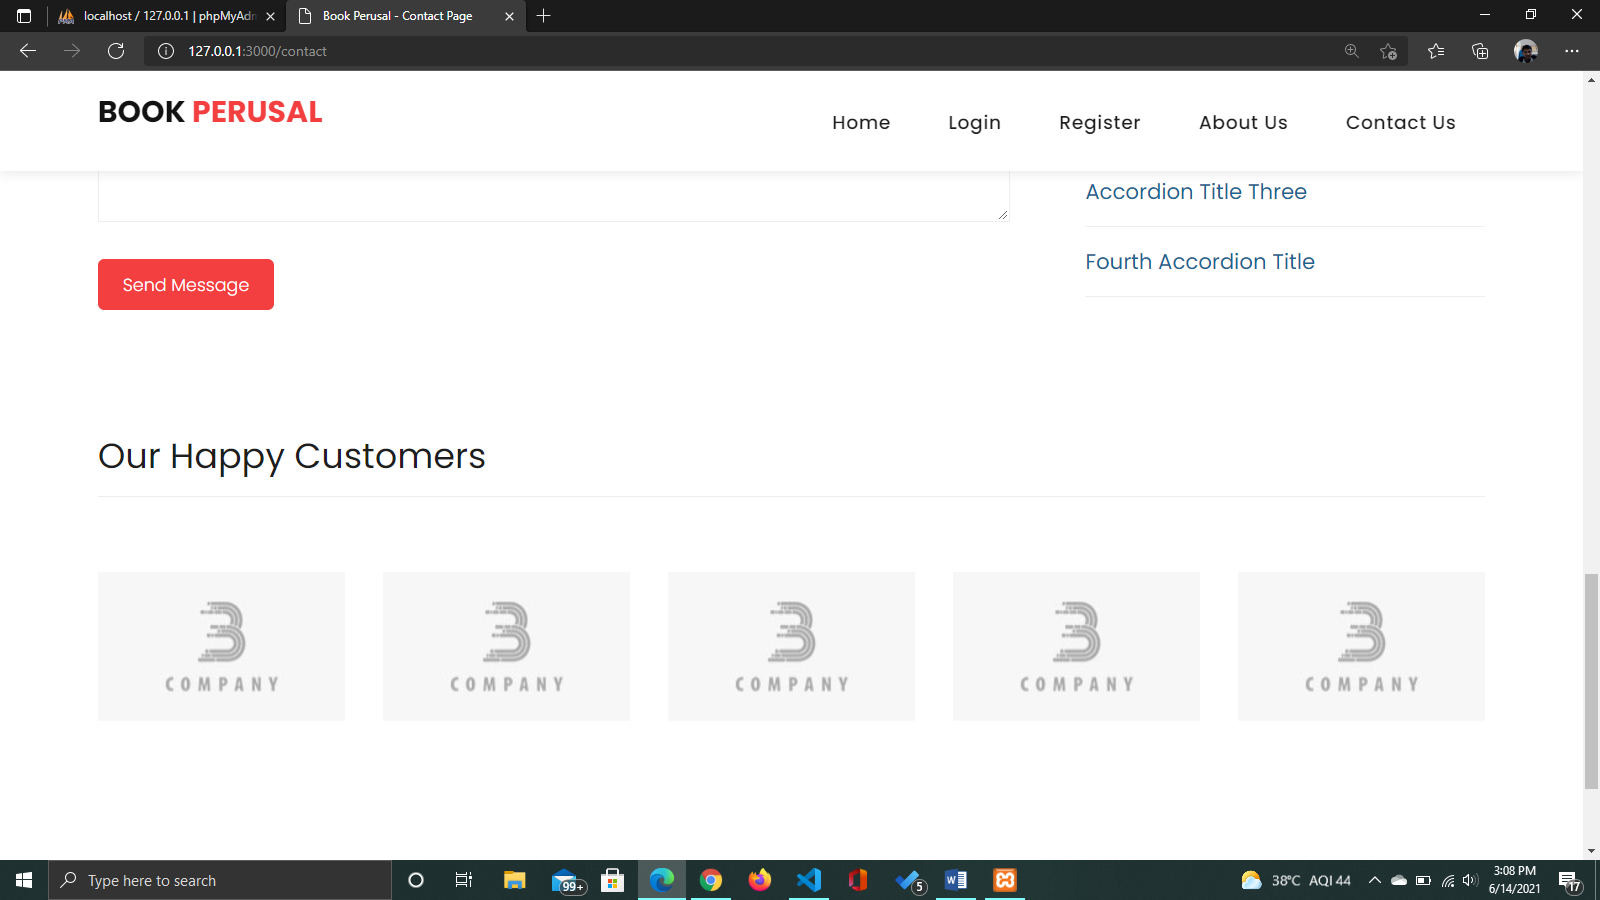 localhost / 127.0.0.1 | phpMyAdm
Book Perusal - Contact Page
127.0.0.1:3000/contact
BOOK PERUSAL
Home
Login
Register
About Us
Contact Us
Accordion Title Three
Fourth Accordion Title
Send Message
Our Happy Customers
COMPANY
COMPANY
COMPANY
COMPANY
COMPANY
Type here to search
99+
5
38°C AQI 44
3:08 PM
6/14/2021
17